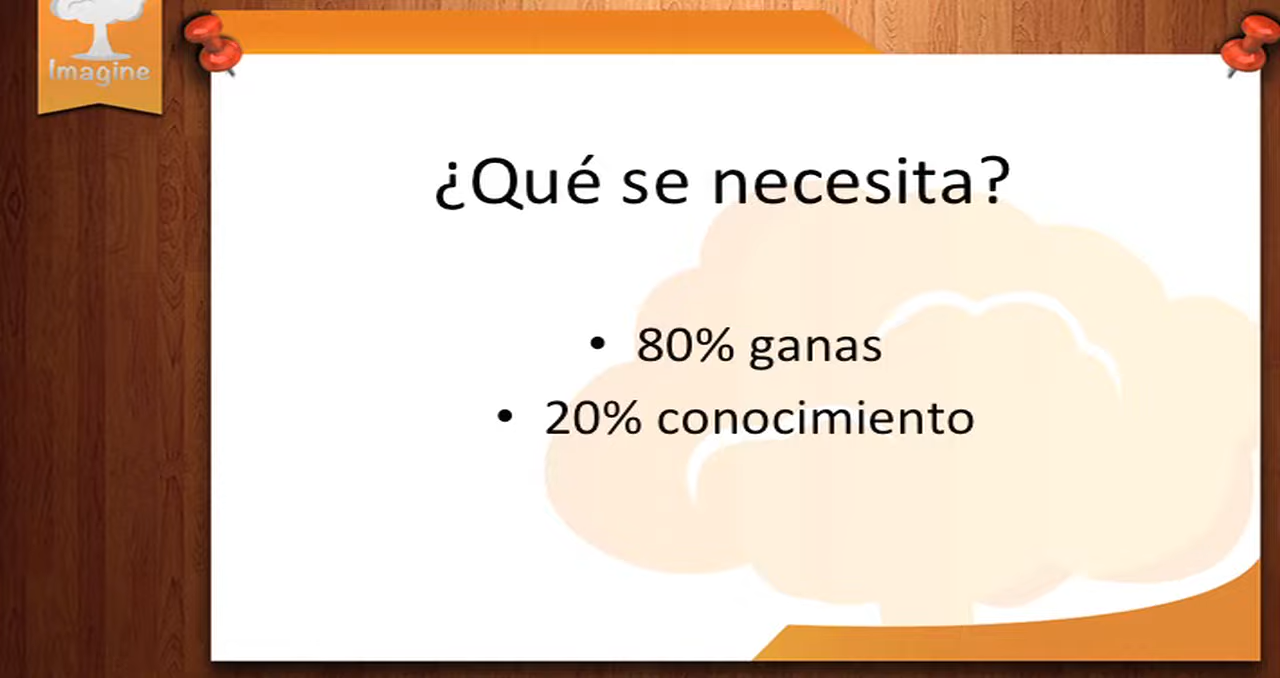 Imagine
¿Qué se necesita?
• 80% ganas
• 20% conocimiento